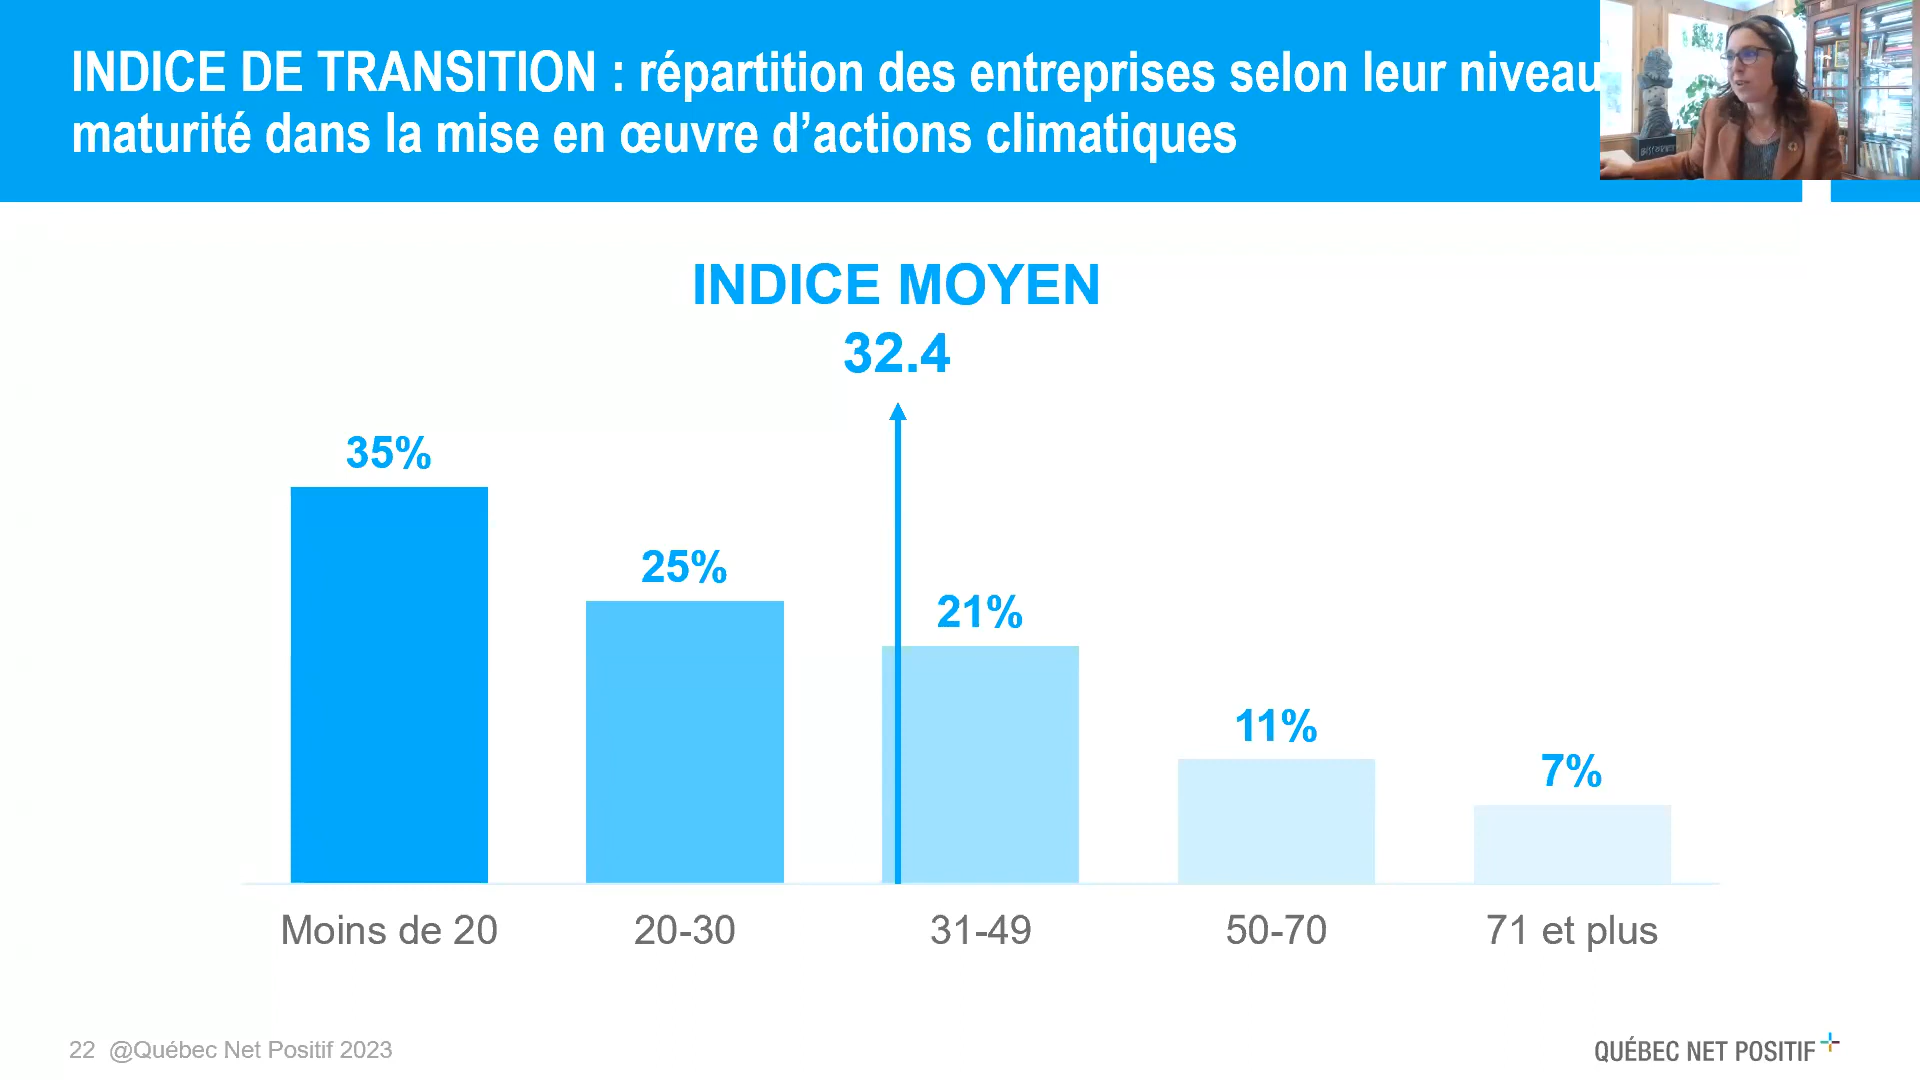 INDICE DE TRANSITION : répartition des entreprises selon leur niveau
maturité dans la mise en œuvre d’actions climatiques
INDICE MOYEN
32.4
35%
25%
21%
11%
7%
Moins de 20
20-30
31-49
50-70
71 et plus
22 @Québec Net Positif 2023
QUÉBEC NET POSITIF